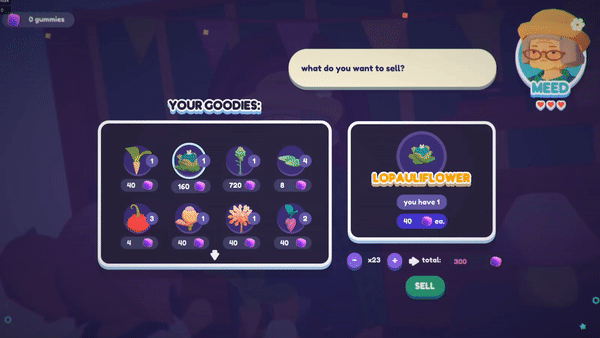 0 gummies
what do you want to sell?
MEED
YOUR GOODIES:
1 1 1 4
40 160 720 8
3 1 1 2
4 40 40 40
LOPAULIFLOWER
you have 1
40 ea.
- x23 + total: 300
SELL